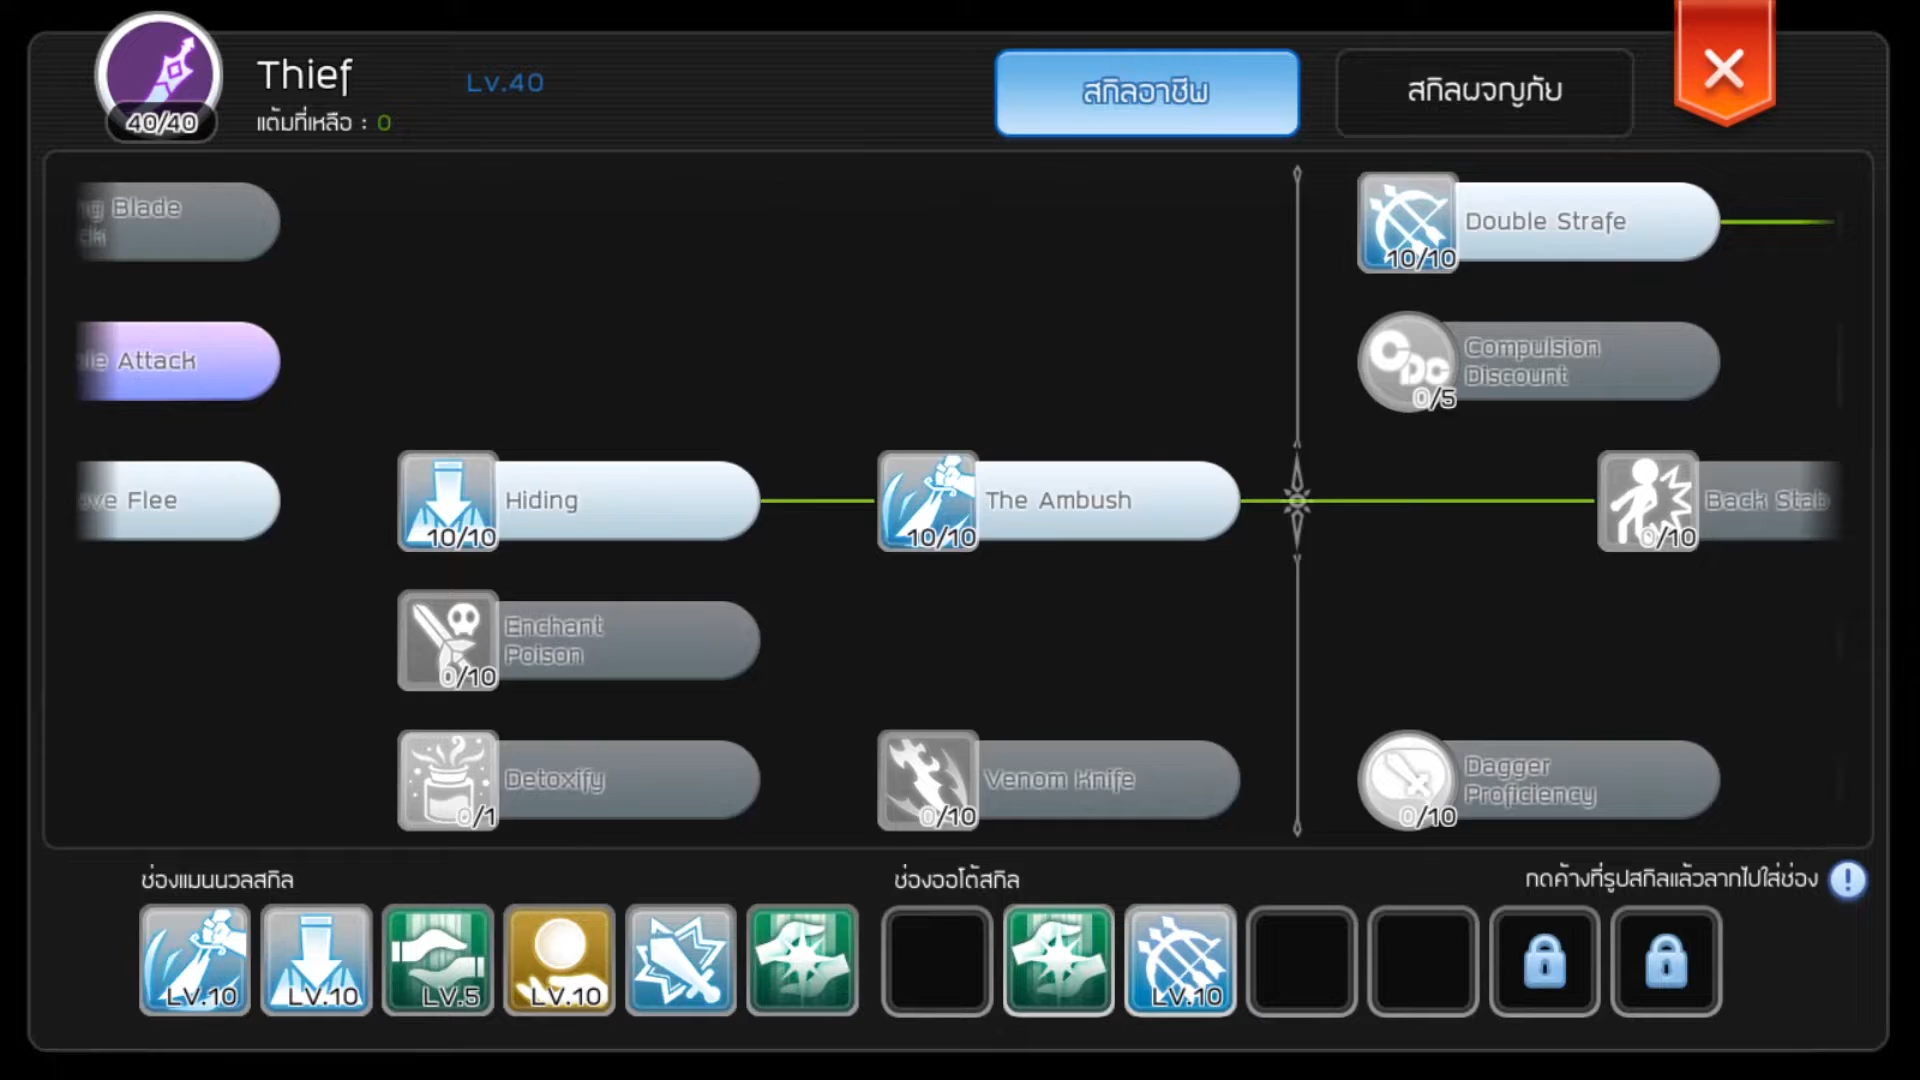 Thief
Lv.40
สกิลอาชีพ
สกิลผจญภัย
40/40
แต้มที่เหลือ : 0
Blade
Attack
Flee
Hiding
10/10
The Ambush
10/10
Enchant
Poison
0/10
Detoxify
0/1
Venom Knife
0/10
Double Strafe
10/10
Compulsion
Discount
CDC
0/5
Back Stab
0/10
Dagger
Proficiency
0/10
ช่องแมนนวลสกิล
ช่องออโต้สกิล
กดค้างที่รูปสกิลแล้วลากไปใส่ช่อง
Lv.10
Lv.10
Lv.5
Lv.10
Lv.10